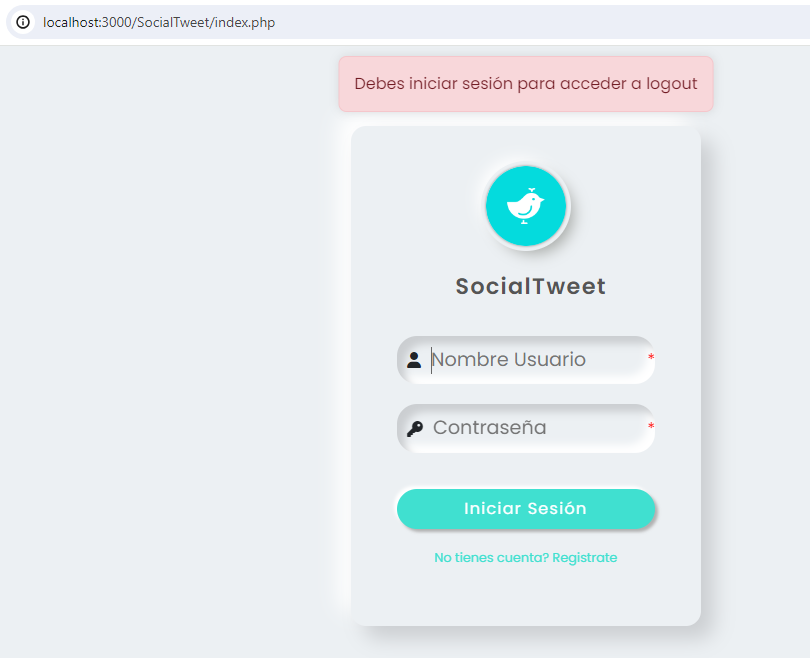 localhost:3000/SocialTweet/index.php
Debes iniciar sesión para acceder a logout
SocialTweet
Nombre Usuario *
Contraseña *
Iniciar Sesión
No tienes cuenta? Registrate